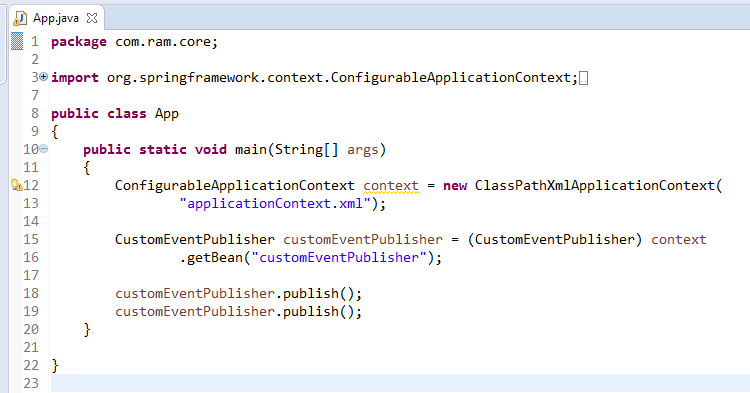 App.java
1 package com.ram.core;
2
3 import org.springframework.context.ConfigurableApplicationContext;
7
8 public class App
9 {
10     public static void main(String[] args)
11     {
12         ConfigurableApplicationContext context = new ClassPathXmlApplicationContext(
13                 "applicationContext.xml");
14
15         CustomEventPublisher customEventPublisher = (CustomEventPublisher) context
16                 .getBean("customEventPublisher");
17
18         customEventPublisher.publish();
19         customEventPublisher.publish();
20     }
21
22 }
23